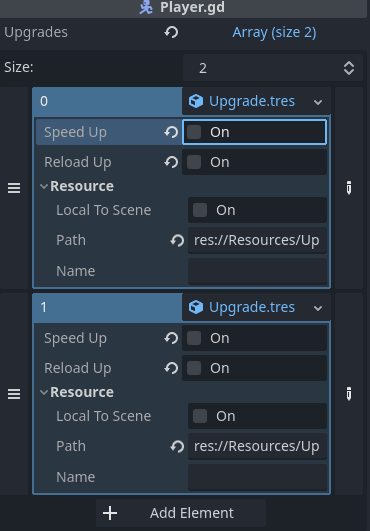 Player.gd
Upgrades Array (size 2)
Size: 2
0 Upgrade.tres
Speed Up On
Reload Up On
Resource
Local To Scene On
Path res://Resources/Up
Name
1 Upgrade.tres
Speed Up On
Reload Up On
Resource
Local To Scene On
Path res://Resources/Up
Name
+ Add Element